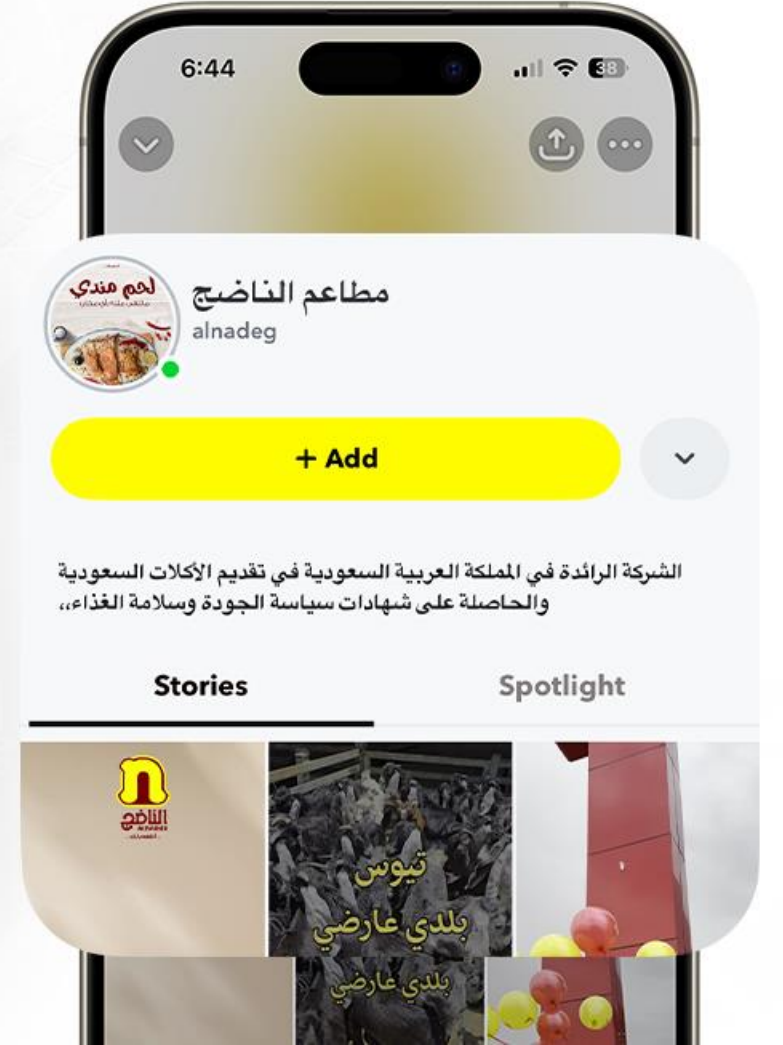 6:44
38
لحم مندي
مطاعم الناضج
alnadeg
+ Add
الشركة الرائدة في المملكة العربية السعودية في تقديم الأكلات السعودية
والحاصلة على شهادات سياسة الجودة وسلامة الغذاء،،
Stories
Spotlight
الناضج
تيوس
بلدي عارضي
بلدي عارضي